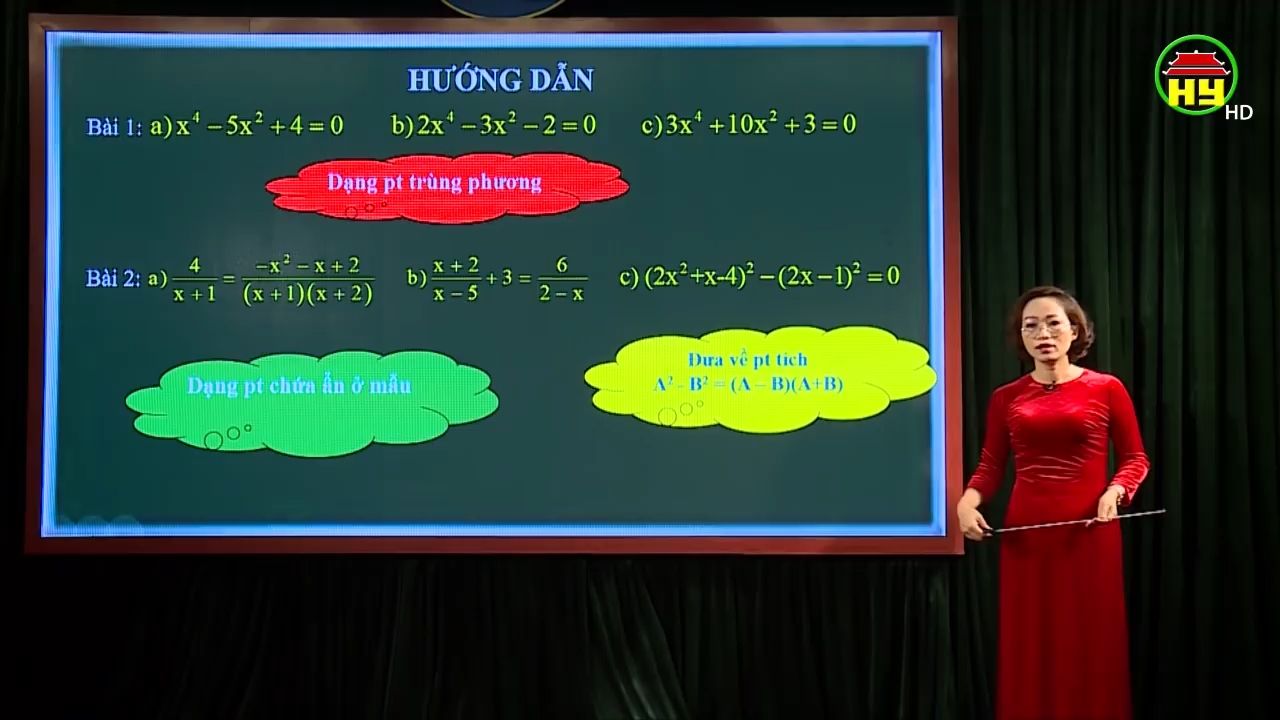 HƯỚNG DẪN
Bài 1: a) x⁴ − 5x² + 4 = 0 b) 2x⁴ − 3x² − 2 = 0 c) 3x⁴ + 10x² + 3 = 0
Dạng pt trùng phương
Bài 2: a) 4/(x + 1) = (−x² − x + 2)/((x + 1)(x + 2)) b) (x + 2)/(x − 5) + 3 = 6/(2 − x) c) (2x²+x-4)² − (2x − 1)² = 0
Dạng pt chứa ẩn ở mẫu
Đưa về pt tích
A² - B² = (A – B)(A+B)
HY
HD